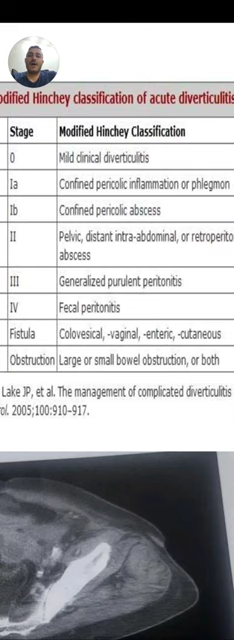 odified Hinchey classification of acute diverticulitis
Stage Modified Hinchey Classification
0 Mild clinical diverticulitis
Ia Confined pericolic inflammation or phlegmon
Ib Confined pericolic abscess
II Pelvic, distant intra-abdominal, or retroperito
abscess
III Generalized purulent peritonitis
IV Fecal peritonitis
Fistula Colovesical, -vaginal, -enteric, -cutaneous
Obstruction Large or small bowel obstruction, or both
Lake JP, et al. The management of complicated diverticulitis
rol. 2005;100:910–917.